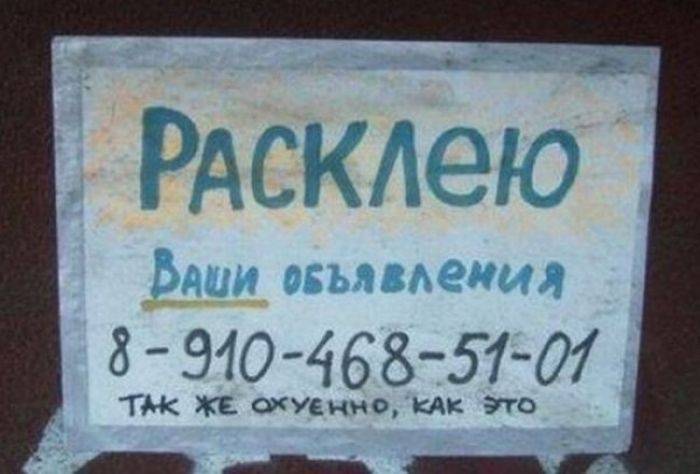 Расклею
Ваши объявления
8-910-468-51-01
ТАК ЖЕ ОХУЕННО, КАК ЭТО